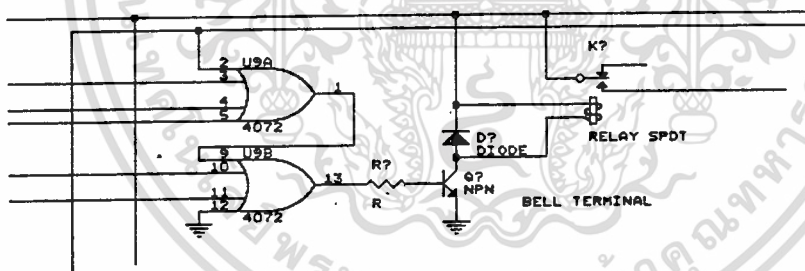 2
U9A
3
4
5
1
4072
9
U9B
10
11
12
13
4072
R?
R
D?
DIODE
Q?
NPN
K?
RELAY SPDT
BELL TERMINAL